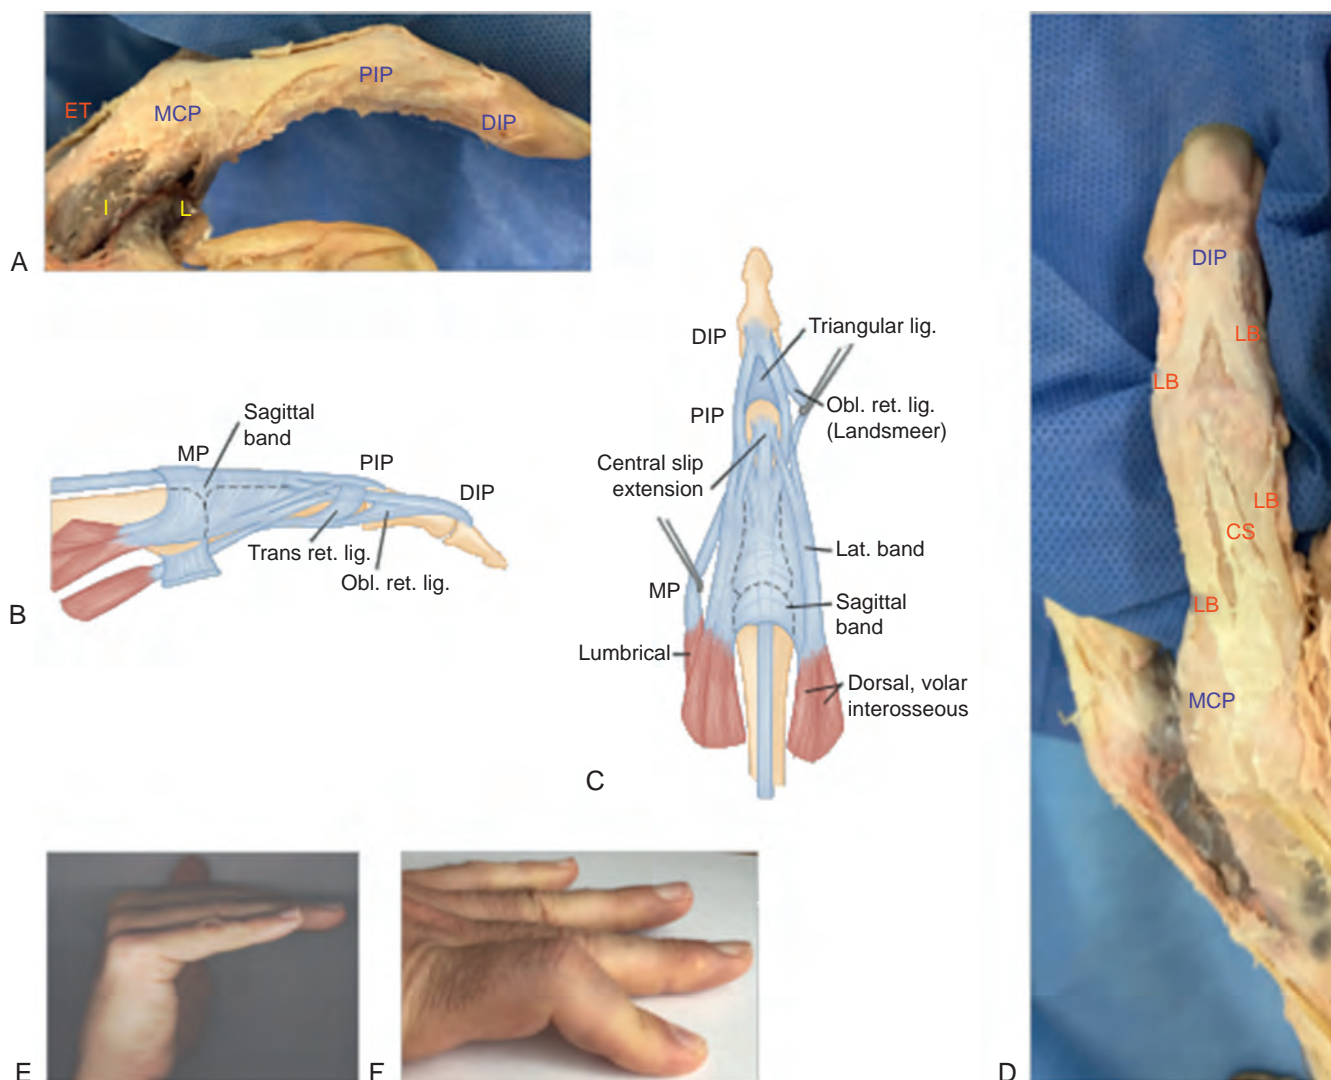 ET
MCP
PIP
DIP
I
L
A
Sagittal
band
MP
PIP
DIP
Trans ret. lig.
Obl. ret. lig.
B
DIP
Triangular lig.
PIP
Obl. ret. lig.
(Landsmeer)
Central slip
extension
Lat. band
MP
Sagittal
band
Lumbrical
Dorsal, volar
interosseous
C
DIP
LB
LB
LB
CS
LB
MCP
D
E
F